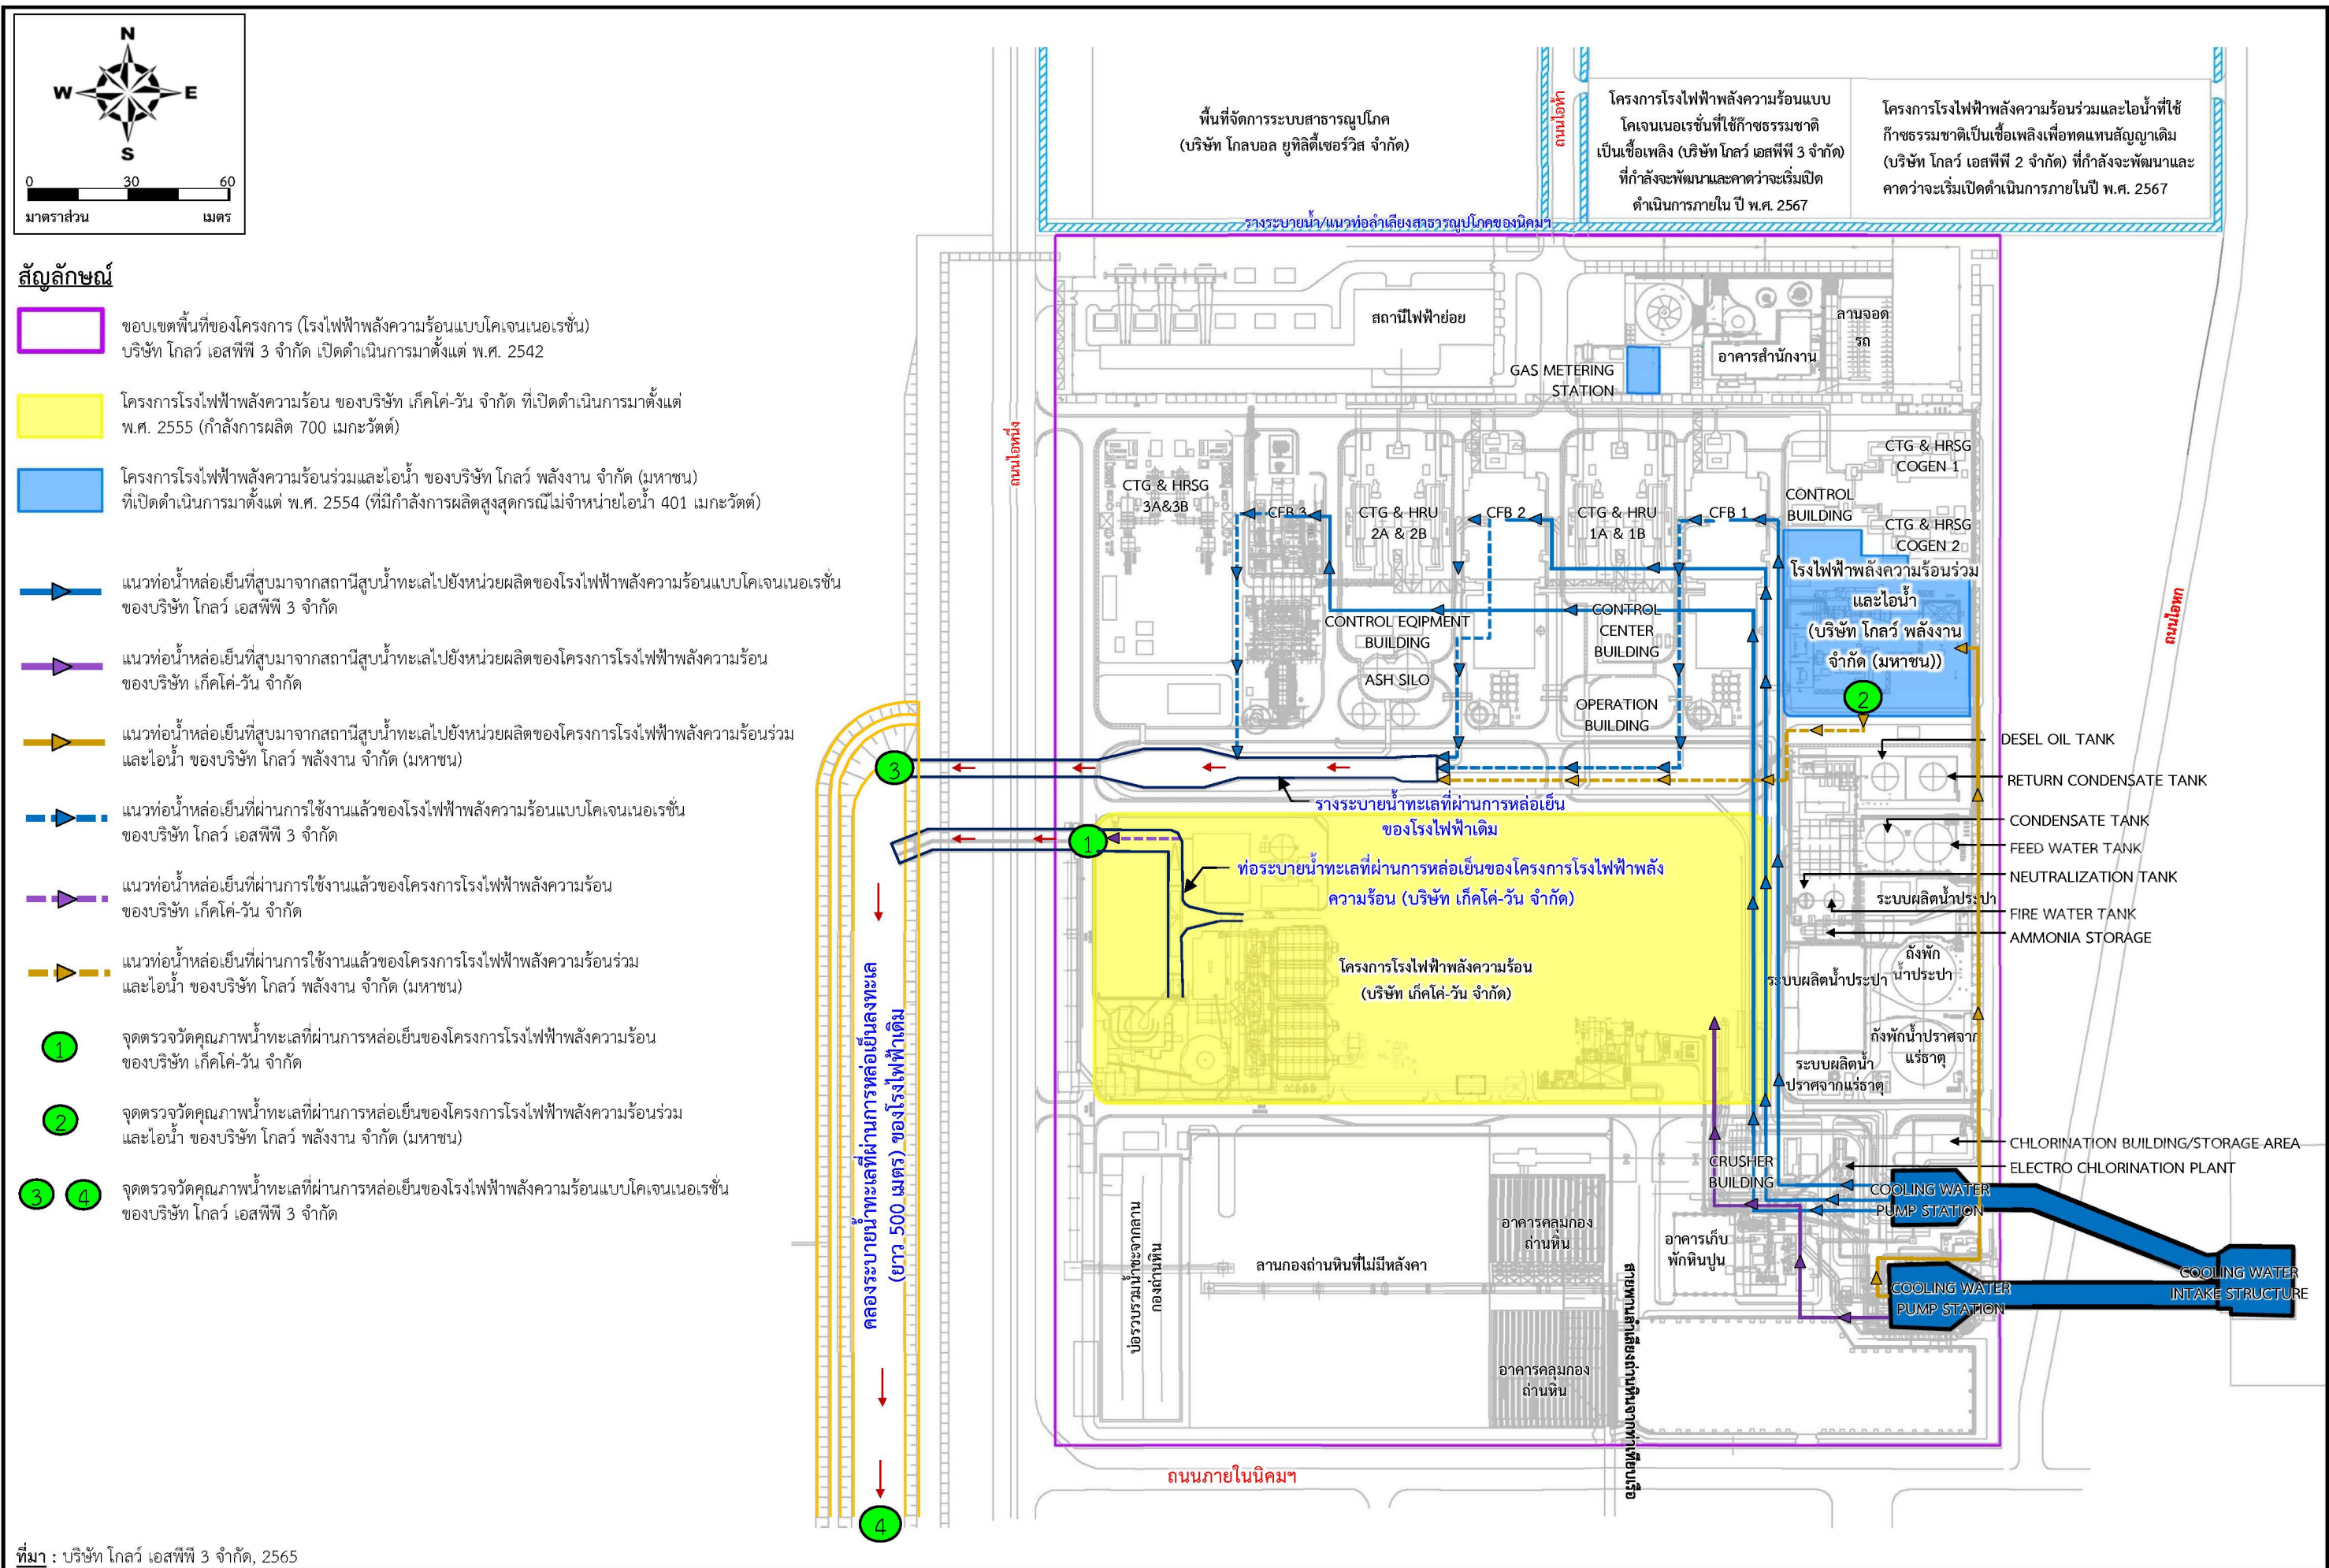 N
W
E
S
0 30 60
มาตราส่วน เมตร
สัญลักษณ์
ขอบเขตพื้นที่ของโครงการ (โรงไฟฟ้าพลังความร้อนแบบโคเจนเนอเรชั่น)
บริษัท โกลว์ เอสพีพี 3 จำกัด เปิดดำเนินการมาตั้งแต่ พ.ศ. 2542
โครงการโรงไฟฟ้าพลังความร้อน ของบริษัท เก็คโค่-วัน จำกัด ที่เปิดดำเนินการมาตั้งแต่
พ.ศ. 2555 (กำลังการผลิต 700 เมกะวัตต์)
โครงการโรงไฟฟ้าพลังความร้อนร่วมและไอน้ำ ของบริษัท โกลว์ พลังงาน จำกัด (มหาชน)
ที่เปิดดำเนินการมาตั้งแต่ พ.ศ. 2554 (ที่มีกำลังการผลิตสูงสุดกรณีไม่จำหน่ายไอน้ำ 401 เมกะวัตต์)
แนวท่อน้ำหล่อเย็นที่สูบมาจากสถานีสูบน้ำทะเลไปยังหน่วยผลิตของโรงไฟฟ้าพลังความร้อนแบบโคเจนเนอเรชั่น
ของบริษัท โกลว์ เอสพีพี 3 จำกัด
แนวท่อน้ำหล่อเย็นที่สูบมาจากสถานีสูบน้ำทะเลไปยังหน่วยผลิตของโครงการโรงไฟฟ้าพลังความร้อน
ของบริษัท เก็คโค่-วัน จำกัด
แนวท่อน้ำหล่อเย็นที่สูบมาจากสถานีสูบน้ำทะเลไปยังหน่วยผลิตของโครงการโรงไฟฟ้าพลังความร้อนร่วม
และไอน้ำ ของบริษัท โกลว์ พลังงาน จำกัด (มหาชน)
แนวท่อน้ำหล่อเย็นที่ผ่านการใช้งานแล้วของโรงไฟฟ้าพลังความร้อนแบบโคเจนเนอเรชั่น
ของบริษัท โกลว์ เอสพีพี 3 จำกัด
แนวท่อน้ำหล่อเย็นที่ผ่านการใช้งานแล้วของโครงการโรงไฟฟ้าพลังความร้อน
ของบริษัท เก็คโค่-วัน จำกัด
แนวท่อน้ำหล่อเย็นที่ผ่านการใช้งานแล้วของโครงการโรงไฟฟ้าพลังความร้อนร่วม
และไอน้ำ ของบริษัท โกลว์ พลังงาน จำกัด (มหาชน)
1 จุดตรวจวัดคุณภาพน้ำทะเลที่ผ่านการหล่อเย็นของโครงการโรงไฟฟ้าพลังความร้อน
ของบริษัท เก็คโค่-วัน จำกัด
2 จุดตรวจวัดคุณภาพน้ำทะเลที่ผ่านการหล่อเย็นของโครงการโรงไฟฟ้าพลังความร้อนร่วม
และไอน้ำ ของบริษัท โกลว์ พลังงาน จำกัด (มหาชน)
3 4 จุดตรวจวัดคุณภาพน้ำทะเลที่ผ่านการหล่อเย็นของโรงไฟฟ้าพลังความร้อนแบบโคเจนเนอเรชั่น
ของบริษัท โกลว์ เอสพีพี 3 จำกัด
ที่มา : บริษัท โกลว์ เอสพีพี 3 จำกัด, 2565
พื้นที่จัดการระบบสาธารณูปโภค
(บริษัท โกลบอล ยูทิลิตี้เซอร์วิส จำกัด)
ถนนไอห้า
โครงการโรงไฟฟ้าพลังความร้อนแบบ
โคเจนเนอเรชั่นที่ใช้ก๊าซธรรมชาติ
เป็นเชื้อเพลิง (บริษัท โกลว์ เอสพีพี 3 จำกัด)
ที่กำลังจะพัฒนาและคาดว่าจะเริ่มเปิด
ดำเนินการภายใน ปี พ.ศ. 2567
โครงการโรงไฟฟ้าพลังความร้อนร่วมและไอน้ำที่ใช้
ก๊าซธรรมชาติเป็นเชื้อเพลิงเพื่อทดแทนสัญญาเดิม
(บริษัท โกลว์ เอสพีพี 2 จำกัด) ที่กำลังจะพัฒนาและ
คาดว่าจะเริ่มเปิดดำเนินการภายในปี พ.ศ. 2567
รางระบายน้ำ/แนวท่อลำเลียงสาธารณูปโภคของนิคมฯ
สถานีไฟฟ้าย่อย
ลานจอด
รถ
อาคารสำนักงาน
GAS METERING
STATION
ถนนไอหนึ่ง
CTG & HRSG
3A&3B
CFB 3
CTG & HRU
2A & 2B
CFB 2
CTG & HRU
1A & 1B
CFB 1
CONTROL
BUILDING
CTG & HRSG
COGEN 1
CTG & HRSG
COGEN 2
โรงไฟฟ้าพลังความร้อนร่วม
และไอน้ำ
(บริษัท โกลว์ พลังงาน
จำกัด (มหาชน))
2
ถนนไอหก
CONTROL EQIPMENT
BUILDING
ASH SILO
CONTROL
CENTER
BUILDING
OPERATION
BUILDING
DESEL OIL TANK
RETURN CONDENSATE TANK
CONDENSATE TANK
FEED WATER TANK
NEUTRALIZATION TANK
ระบบผลิตน้ำประปา
FIRE WATER TANK
AMMONIA STORAGE
3
รางระบายน้ำทะเลที่ผ่านการหล่อเย็น
ของโรงไฟฟ้าเดิม
1
ท่อระบายน้ำทะเลที่ผ่านการหล่อเย็นของโครงการโรงไฟฟ้าพลัง
ความร้อน (บริษัท เก็คโค่-วัน จำกัด)
โครงการโรงไฟฟ้าพลังความร้อน
(บริษัท เก็คโค่-วัน จำกัด)
ถังพัก
น้ำประปา
ระบบผลิตน้ำประปา
ถังพักน้ำปราศจาก
แร่ธาตุ
ระบบผลิตน้ำ
ปราศจากแร่ธาตุ
คลองระบายน้ำทะเลที่ผ่านการหล่อเย็นลงทะเล
(ยาว 500 เมตร) ของโรงไฟฟ้าเดิม
CHLORINATION BUILDING/STORAGE AREA
ELECTRO CHLORINATION PLANT
CRUSHER
BUILDING
COOLING WATER
PUMP STATION
COOLING WATER
PUMP STATION
COOLING WATER
INTAKE STRUCTURE
บ่อรวบรวมน้ำชะจากลาน
กองถ่านหิน
ลานกองถ่านหินที่ไม่มีหลังคา
อาคารคลุมกอง
ถ่านหิน
อาคารคลุมกอง
ถ่านหิน
อาคารเก็บ
พักหินปูน
สายพานลำเลียงถ่านหินจากท่าเทียบเรือ
ถนนภายในนิคมฯ
4